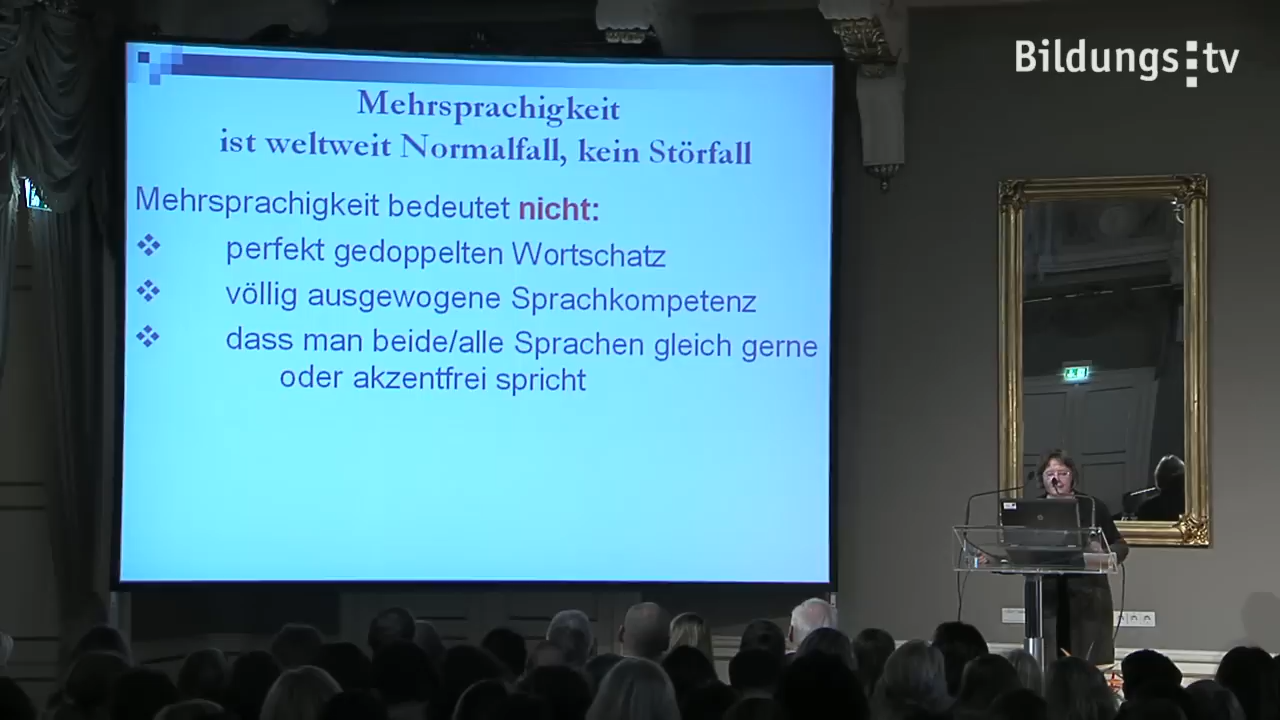 Bildungs:tv
Mehrsprachigkeit
ist weltweit Normalfall, kein Störfall
Mehrsprachigkeit bedeutet nicht:
perfekt gedoppelten Wortschatz
völlig ausgewogene Sprachkompetenz
dass man beide/alle Sprachen gleich gerne
oder akzentfrei spricht